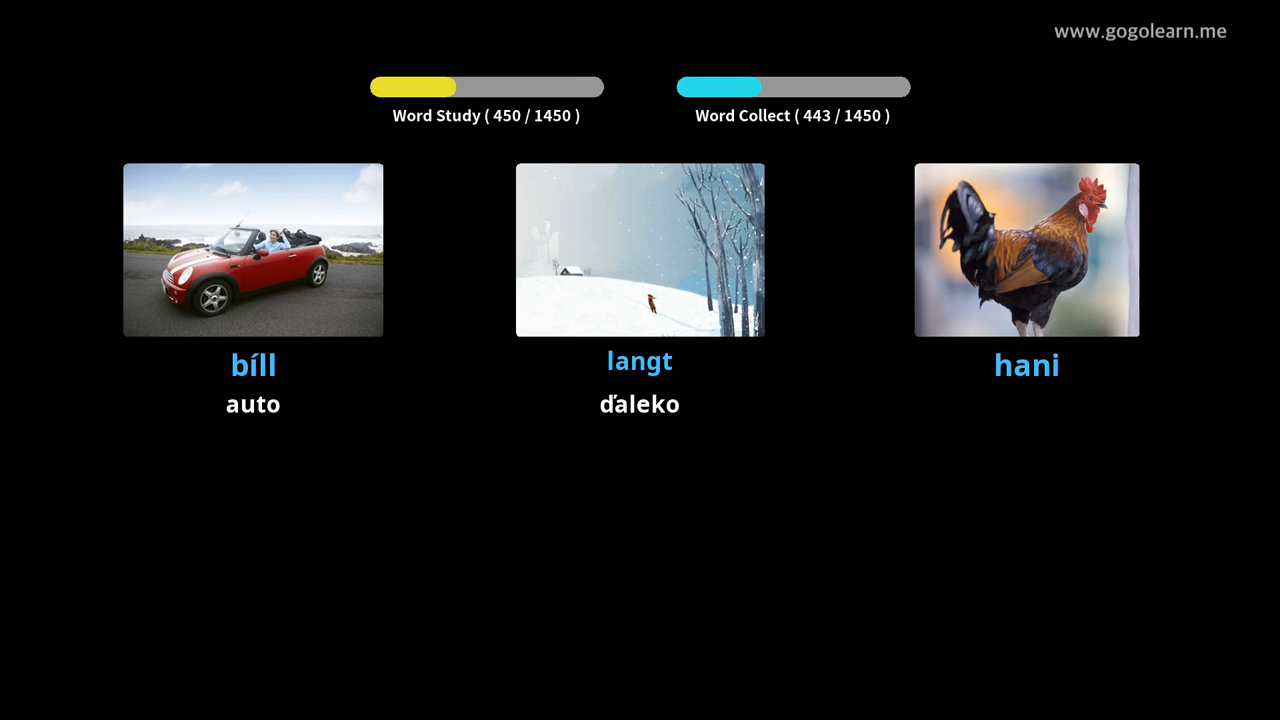 www.gogolearn.me
Word Study ( 450 / 1450 )
Word Collect ( 443 / 1450 )
bíll
langt
hani
auto
ďaleko